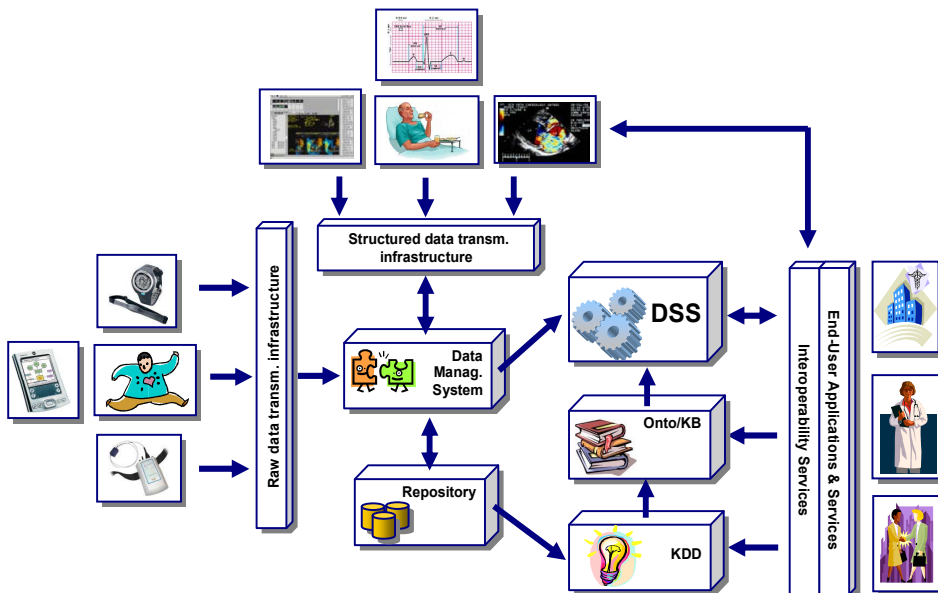 Structured data transm.
infrastructure
Raw data transm. infrastructure
Data
Manag.
System
DSS
Onto/KB
Repository
KDD
Interoperability Services
End-User Applications & Services